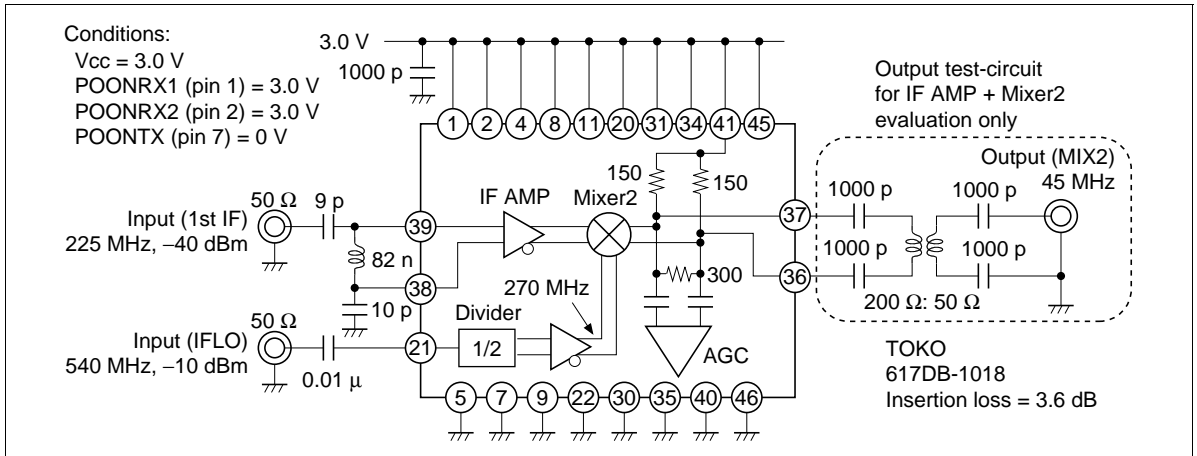 Conditions:
Vcc = 3.0 V
POONRX1 (pin 1) = 3.0 V
POONRX2 (pin 2) = 3.0 V
POONTX (pin 7) = 0 V
3.0 V
1000 p
1 2 4 8 11 20 31 34 41 45
Output test-circuit
for IF AMP + Mixer2
evaluation only
Output (MIX2)
45 MHz
50 Ω
9 p
Input (1st IF)
225 MHz, –40 dBm
39
82 n
38
10 p
IF AMP
Mixer2
150
150
300
37
36
1000 p
1000 p
1000 p
1000 p
200 Ω: 50 Ω
270 MHz
Divider
1/2
AGC
50 Ω
Input (IFLO)
540 MHz, –10 dBm
0.01 μ
21
5 7 9 22 30 35 40 46
TOKO
617DB-1018
Insertion loss = 3.6 dB